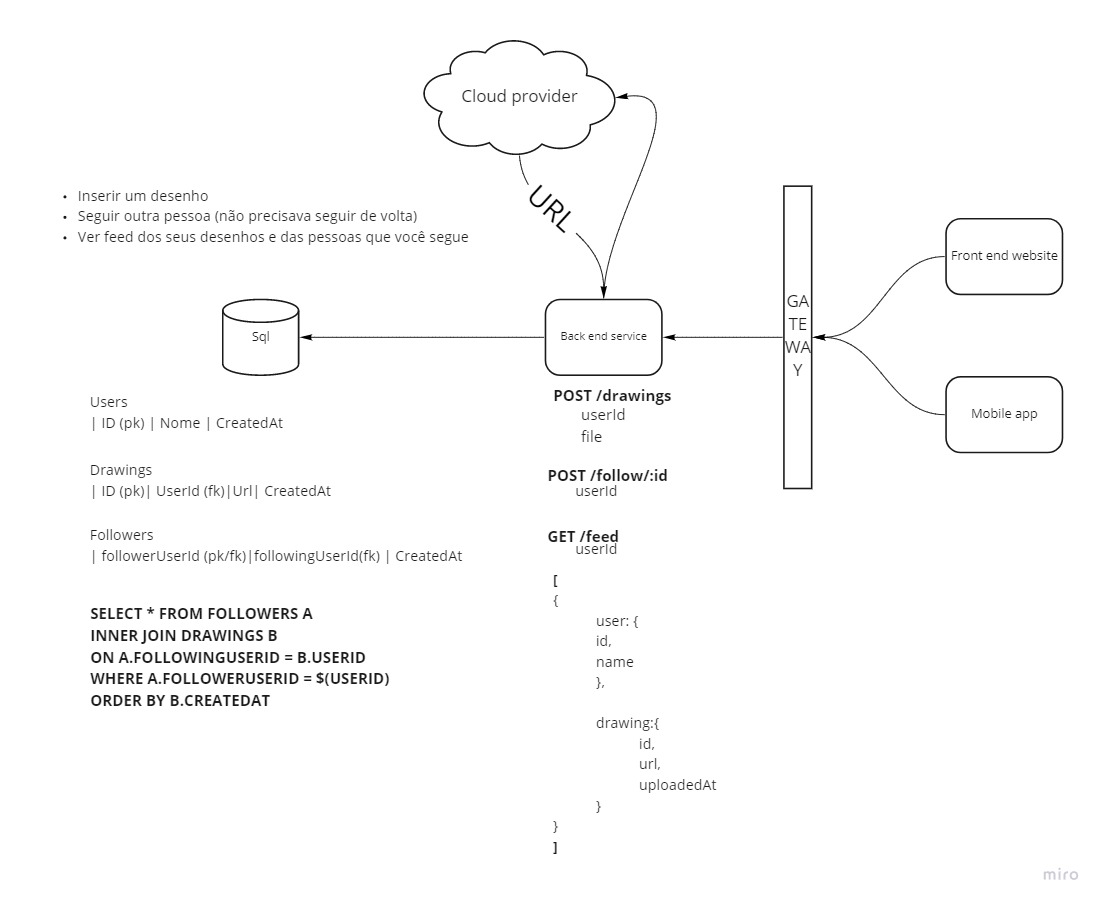 Cloud provider
URL
• Inserir um desenho
• Seguir outra pessoa (não precisava seguir de volta)
• Ver feed dos seus desenhos e das pessoas que você segue
Front end website
GA
TE
WA
Y
Sql
Back end service
Mobile app
Users
| ID (pk) | Nome | CreatedAt
Drawings
| ID (pk)| UserId (fk)|Url| CreatedAt
Followers
| followerUserId (pk/fk)|followingUserId(fk) | CreatedAt
SELECT * FROM FOLLOWERS A
INNER JOIN DRAWINGS B
ON A.FOLLOWINGUSERID = B.USERID
WHERE A.FOLLOWERUSERID = $(USERID)
ORDER BY B.CREATEDAT
POST /drawings
userId
file
POST /follow/:id
userId
GET /feed
userId
[
{
user: {
id,
name
},
drawing:{
id,
url,
uploadedAt
}
}
]
miro